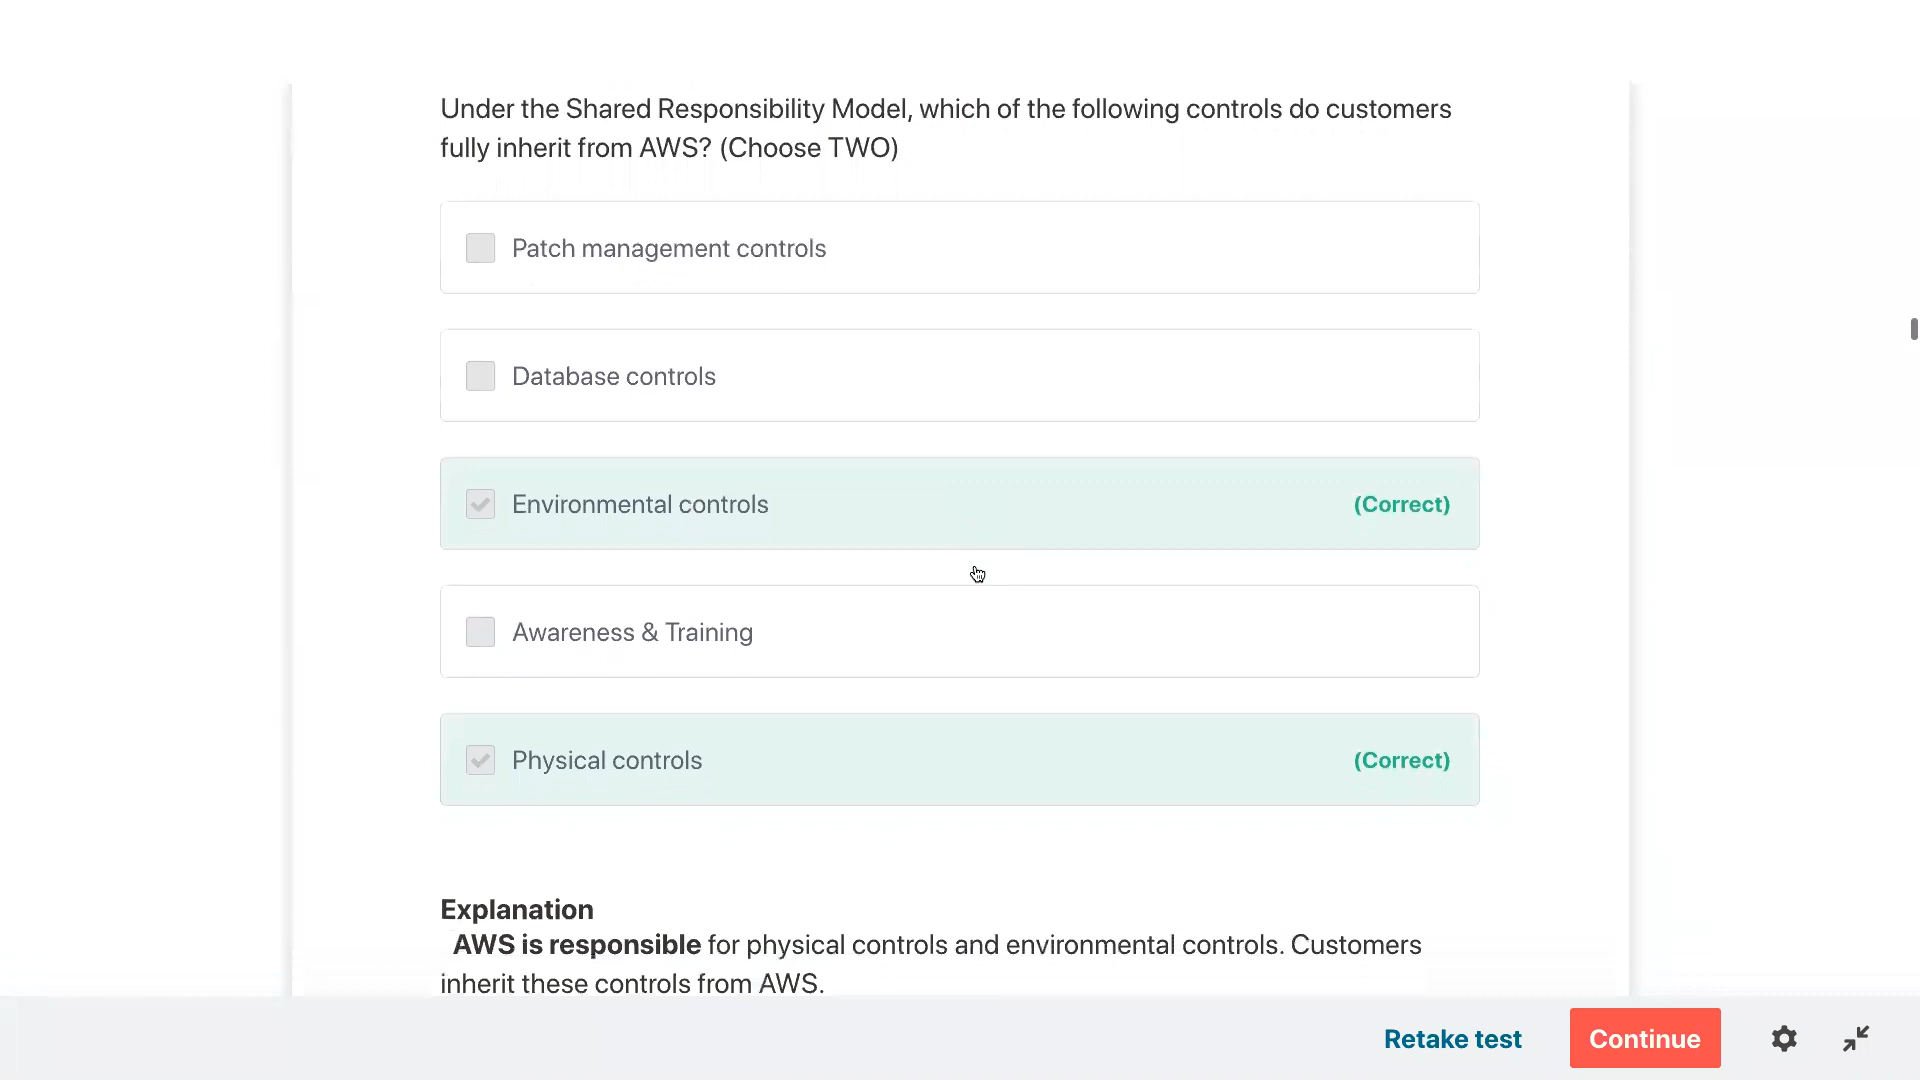 Under the Shared Responsibility Model, which of the following controls do customers
fully inherit from AWS? (Choose TWO)
Patch management controls
Database controls
Environmental controls
(Correct)
Awareness & Training
Physical controls
(Correct)
Explanation
AWS is responsible for physical controls and environmental controls. Customers
inherit these controls from AWS.
Retake test
Continue